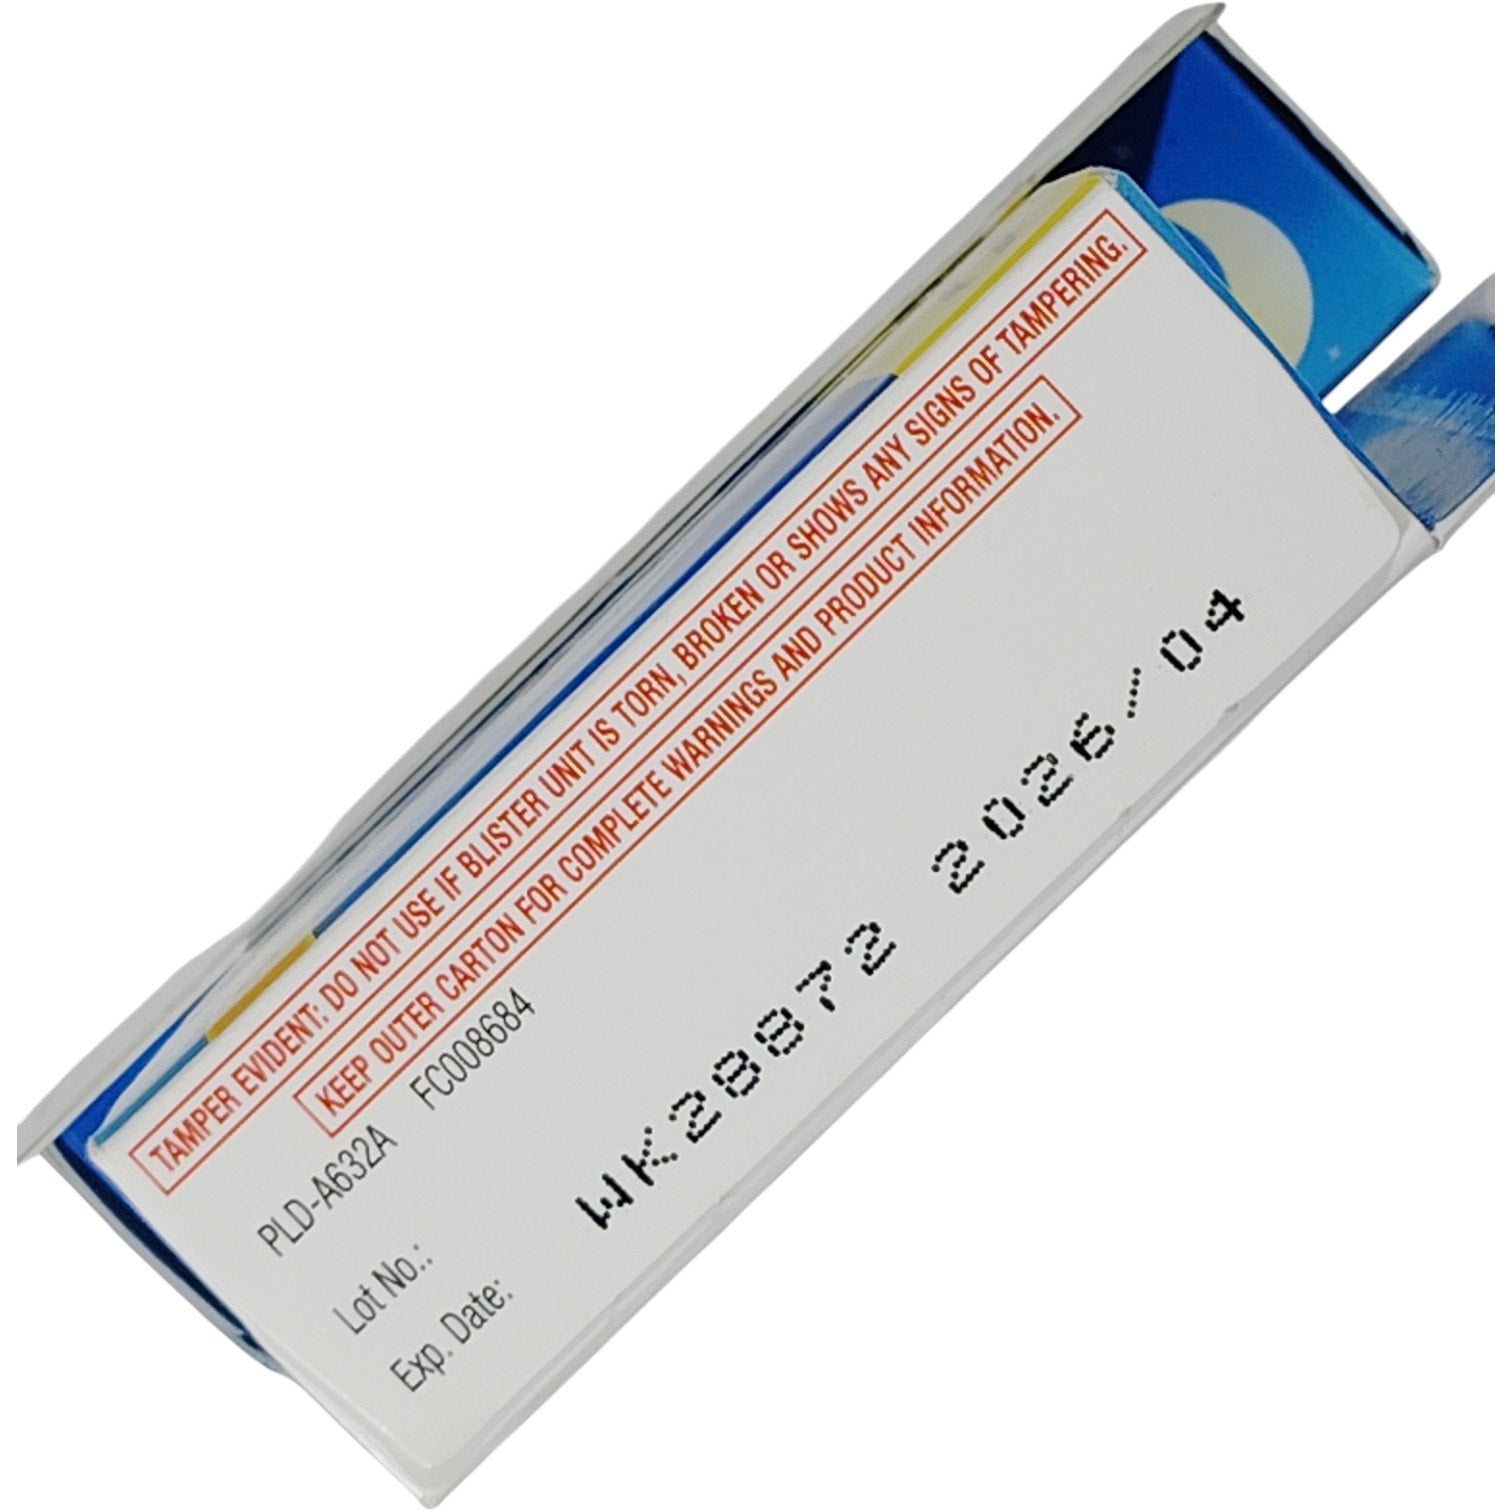 TAMPER EVIDENT: DO NOT USE IF BLISTER UNIT IS TORN, BROKEN OR SHOWS ANY SIGNS OF TAMPERING.
KEEP OUTER CARTON FOR COMPLETE WARNINGS AND PRODUCT INFORMATION.
PLD-A632A FC008684
Lot No.:
Exp. Date:
WK28872 2026/04